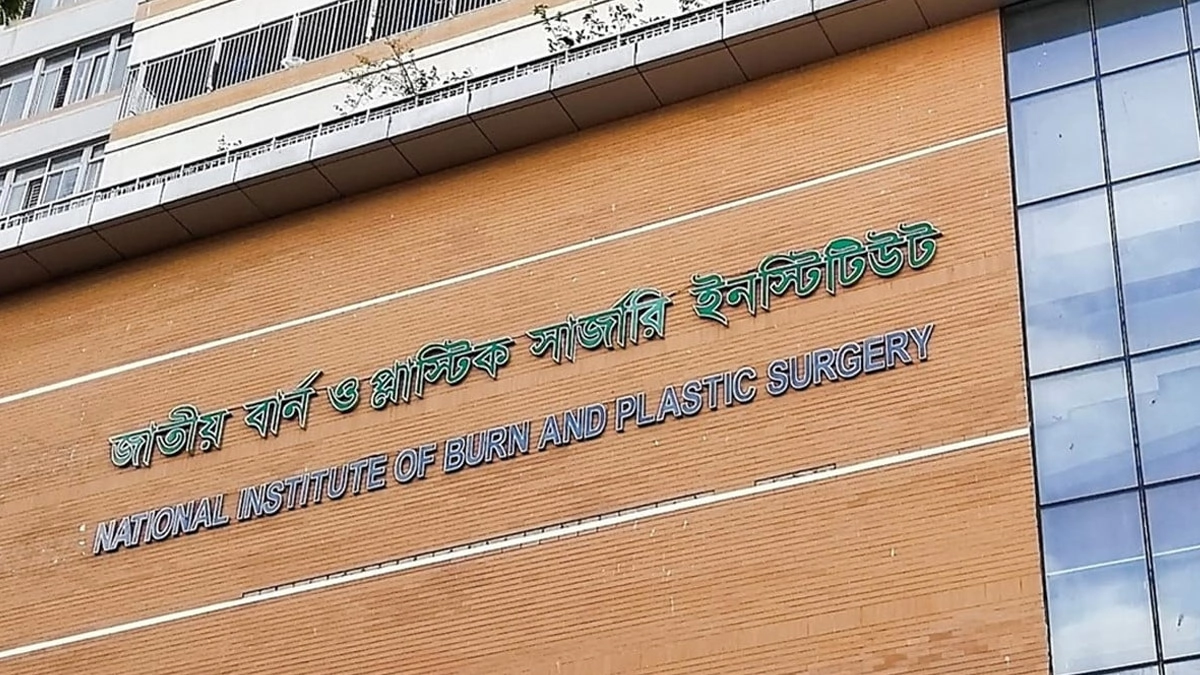 জাতীয় বার্ন ও প্লাস্টিক সার্জারি ইনস্টিটিউট
NATIONAL INSTITUTE OF BURN AND PLASTIC SURGERY